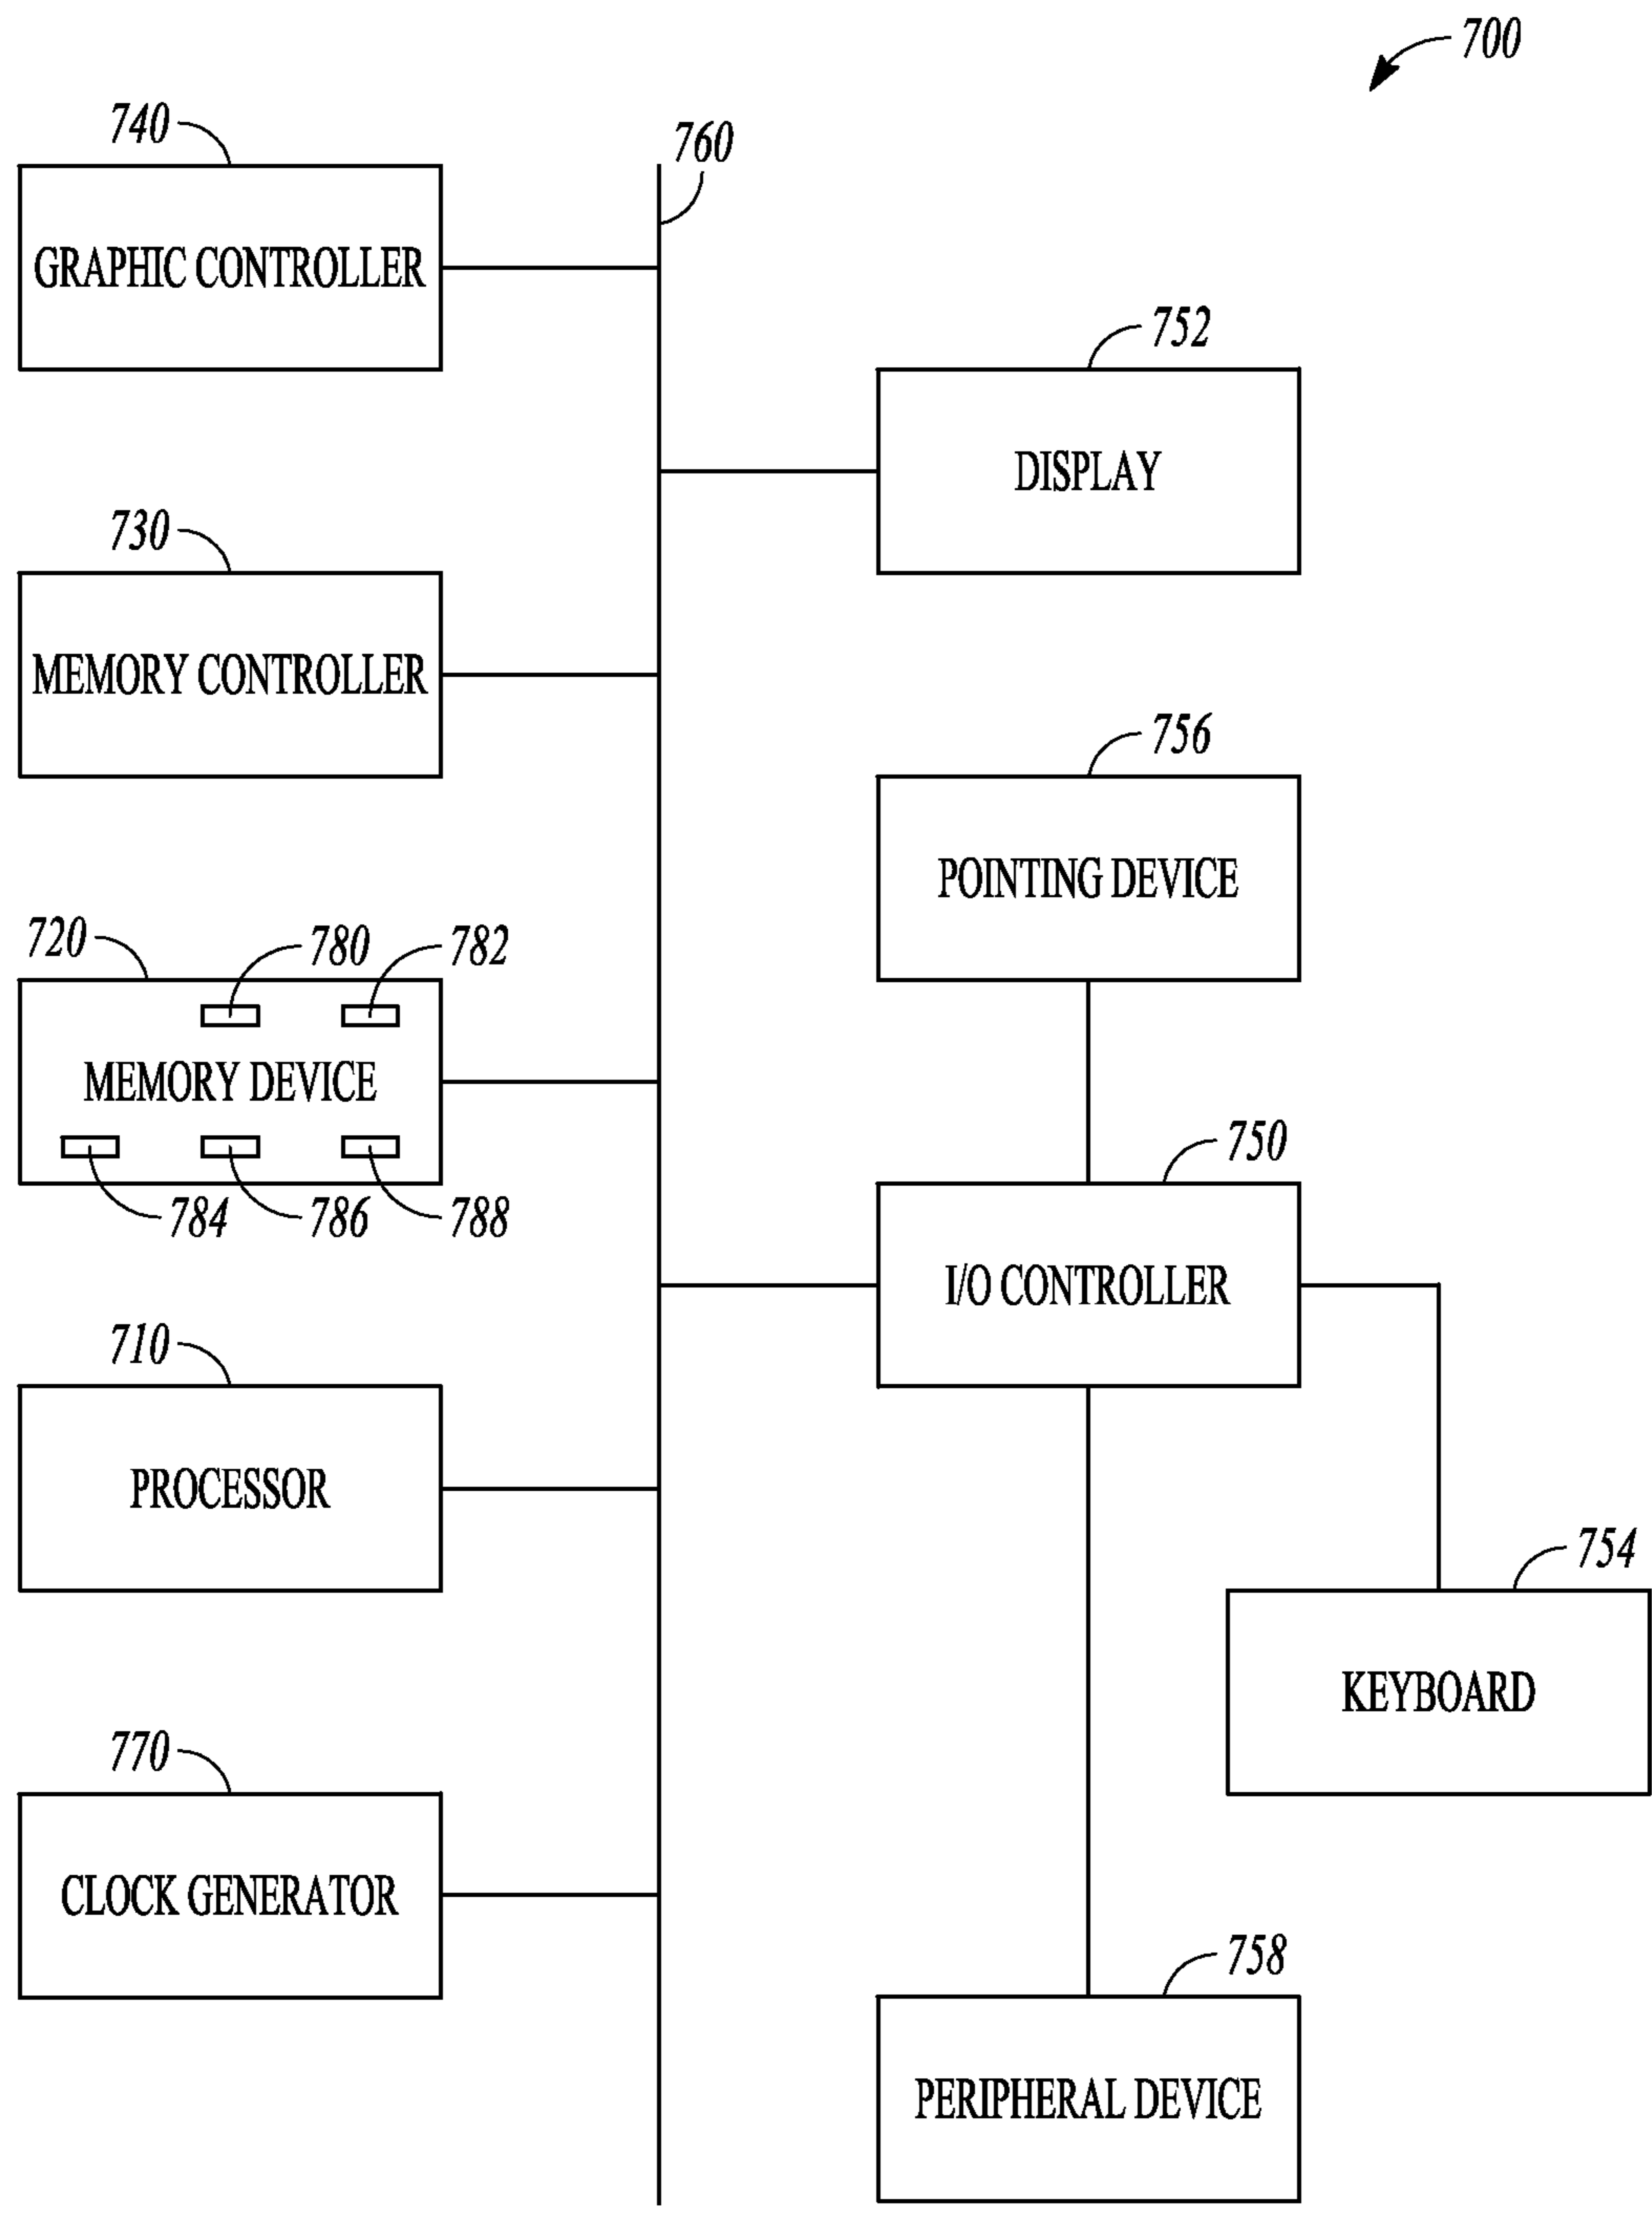 700
740
760
GRAPHIC CONTROLLER
752
DISPLAY
730
MEMORY CONTROLLER
756
POINTING DEVICE
720
780
782
MEMORY DEVICE
784
786
788
750
I/O CONTROLLER
710
PROCESSOR
754
KEYBOARD
770
CLOCK GENERATOR
758
PERIPHERAL DEVICE